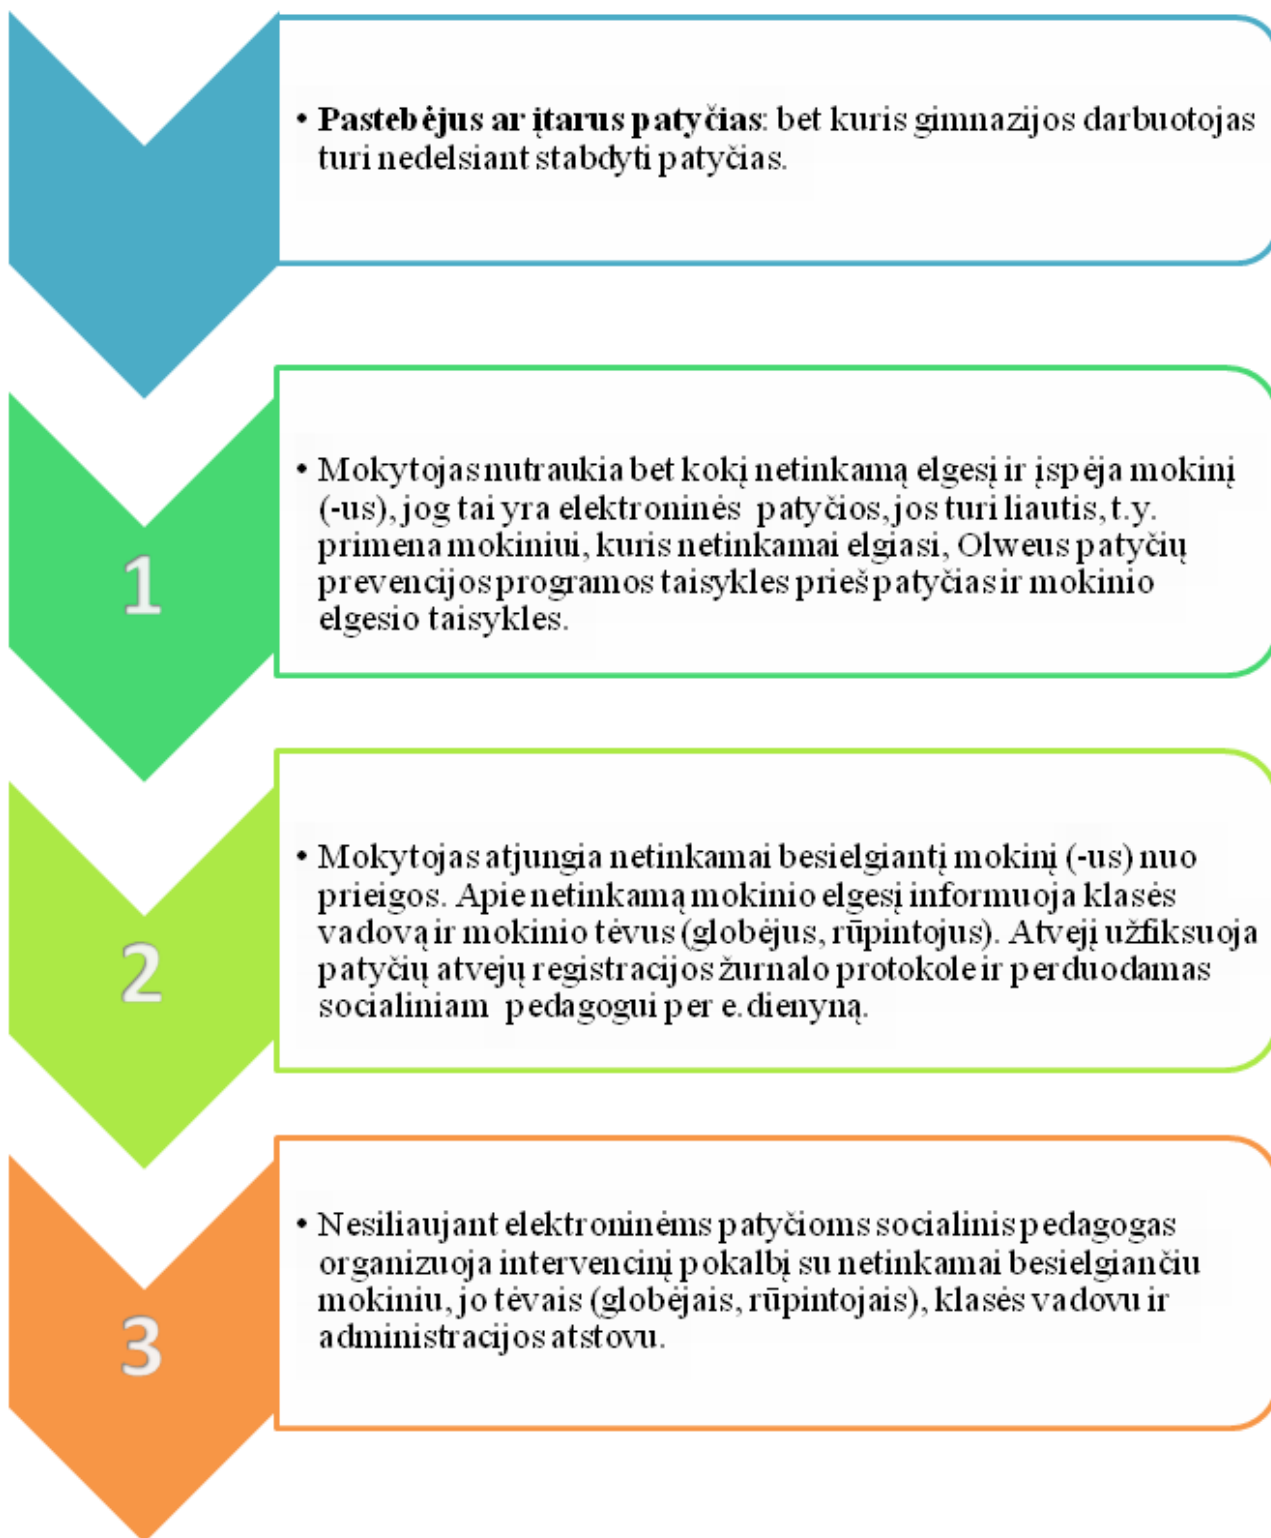 • Pastebėjus ar įtarus patyčias: bet kuris gimnazijos darbuotojas
turi nedelsiant stabdyti patyčias.
1
• Mokytojas nutraukia bet kokį netinkamą elgesį ir įspėja mokinį
(-us), jog tai yra elektroninės patyčios, jos turi liautis, t.y.
primena mokiniui, kuris netinkamai elgiasi, Olweus patyčių
prevencijos programos taisykles prieš patyčias ir mokinio
elgesio taisykles.
2
• Mokytojas atjungia netinkamai besielgiantį mokinį (-us) nuo
prieigos. Apie netinkamą mokinio elgesį informuoja klasės
vadovą ir mokinio tėvus (globėjus, rūpintojus). Atvejį užfiksuoja
patyčių atvejų registracijos žurnalo protokole ir perduodamas
socialiniam pedagogui per e.dienyną.
3
• Nesiliaujant elektroninėms patyčioms socialinis pedagogas
organizuoja intervencinį pokalbį su netinkamai besielgiančiu
mokiniu, jo tėvais (globėjais, rūpintojais), klasės vadovu ir
administracijos atstovu.